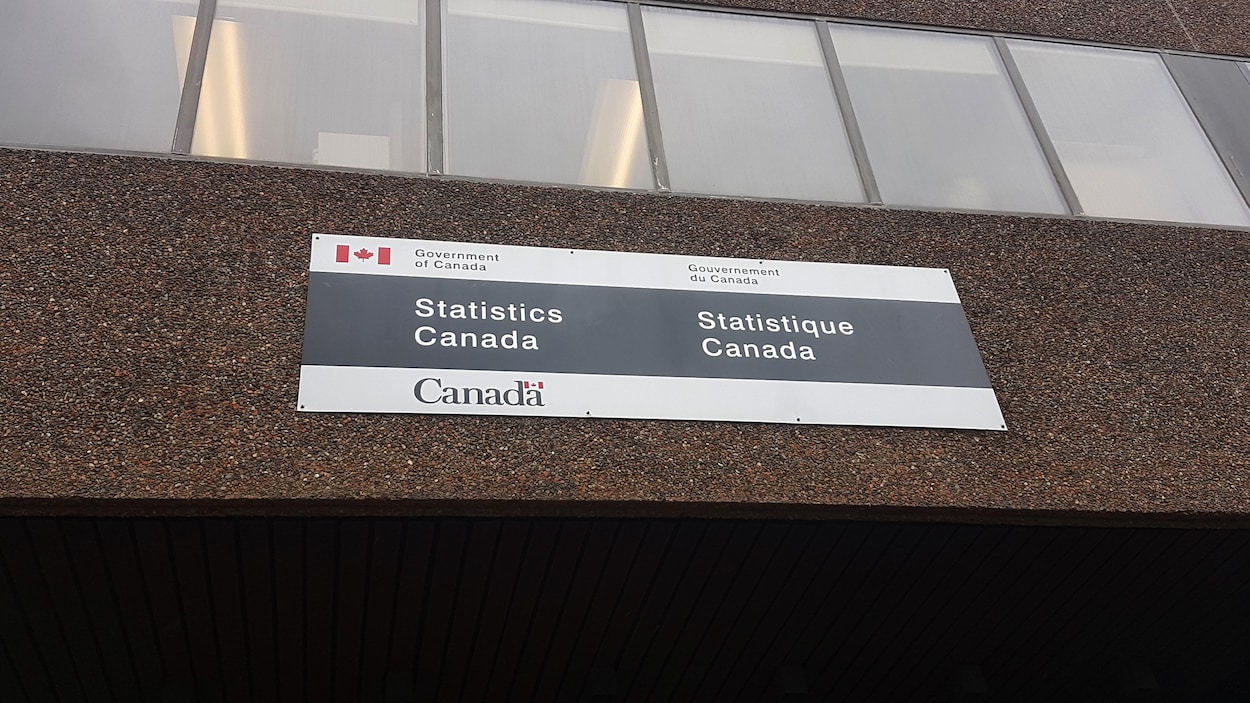 Government
of Canada
Gouvernement
du Canada
Statistics
Canada
Statistique
Canada
Canada